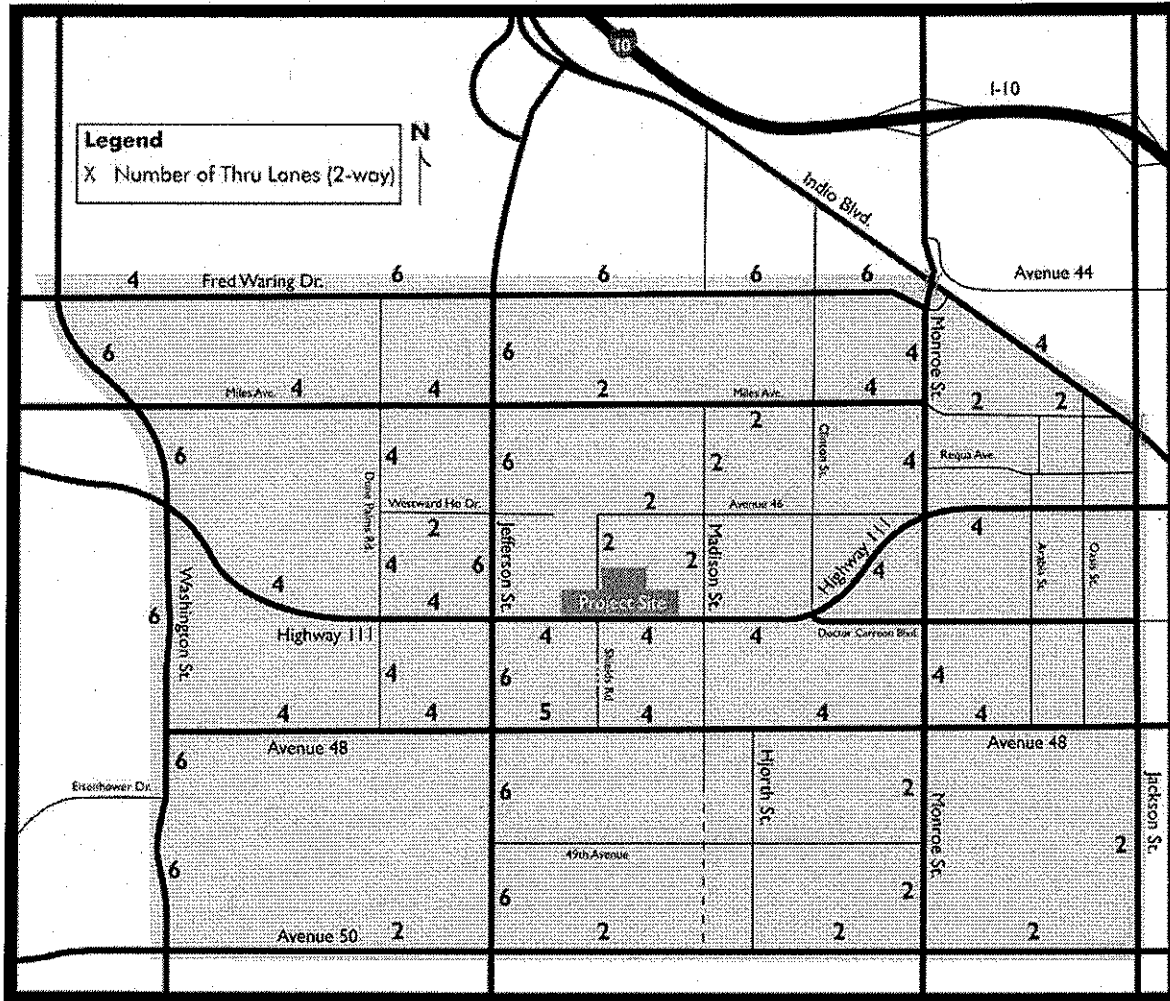 10
I-10
Legend
X Number of Thru Lanes (2-way)
N
Indio Blvd.
4
Fred Waring Dr.
6
6
6
6
Avenue 44
6
6
4
Monroe St.
4
Miles Ave.
4
4
2
Miles Ave.
4
2
2
2
6
4
6
2
Clinton St.
4
Requa Ave.
Dune Palms Rd.
Westward Ho Dr.
2
2
Avenue 46
Highway 111
4
Jefferson St.
4
6
2
2
Madison St.
4
Arabia St.
Oasis St.
Washington St.
6
4
4
Project Site
Highway 111
4
4
4
Doctor Carreon Blvd.
4
6
Shields Rd
4
4
4
5
4
4
4
Avenue 48
Avenue 48
6
Eisenhower Dr.
6
Hjorth St.
2
Monroe St.
Jackson St.
49th Avenue
2
6
6
2
Avenue 50
2
2
2
2